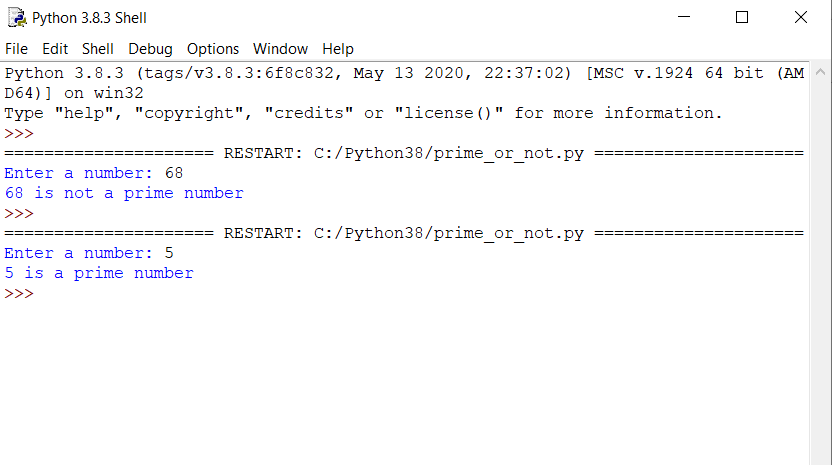 Python 3.8.3 Shell
File Edit Shell Debug Options Window Help
Python 3.8.3 (tags/v3.8.3:6f8c832, May 13 2020, 22:37:02) [MSC v.1924 64 bit (AM
D64)] on win32
Type "help", "copyright", "credits" or "license()" for more information.
>>>
===================== RESTART: C:/Python38/prime_or_not.py =====================
Enter a number: 68
68 is not a prime number
>>>
===================== RESTART: C:/Python38/prime_or_not.py =====================
Enter a number: 5
5 is a prime number
>>>